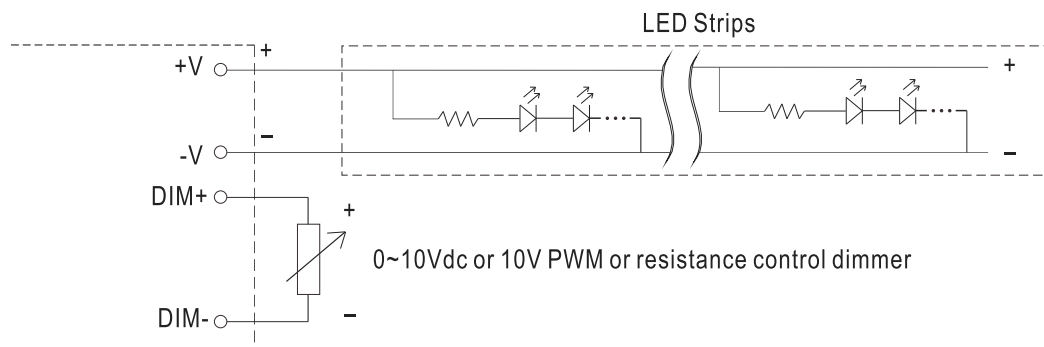 LED Strips
+
+V
+
-
-V
-
DIM+
+
0~10Vdc or 10V PWM or resistance control dimmer
DIM-
-